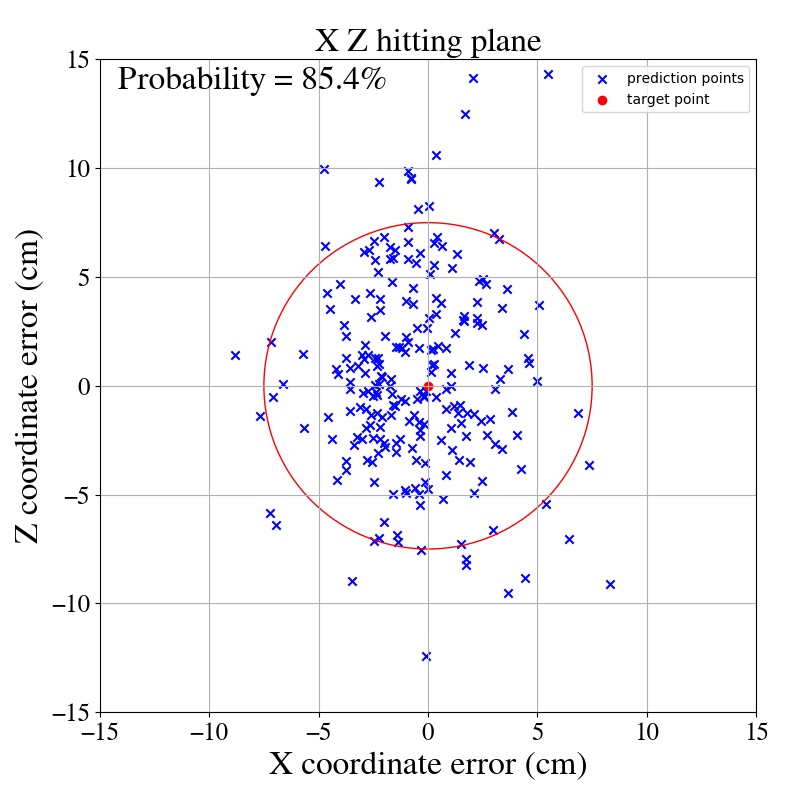 X Z hitting plane
Probability = 85.4%
prediction points
target point
Z coordinate error (cm)
15
10
5
0
−5
−10
−15
−15
−10
−5
0
5
10
15
X coordinate error (cm)